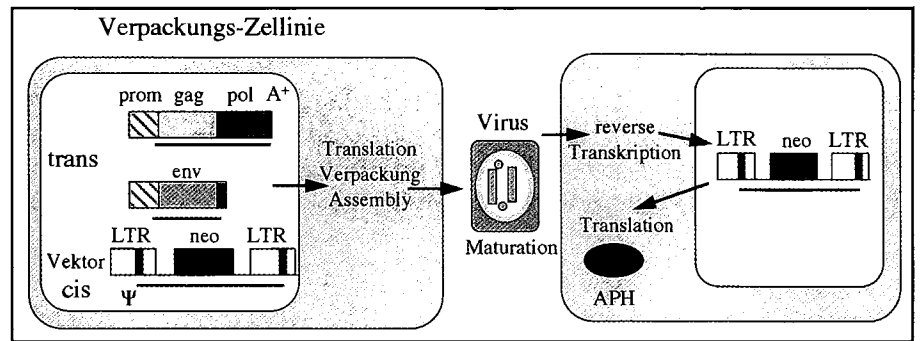 Verpackungs-Zellinie
prom gag pol A+
trans
env
LTR neo LTR
Vektor
cis Ψ
Translation
Verpackung
Assembly
Virus
Maturation
reverse
Transkription
LTR neo LTR
Translation
APH